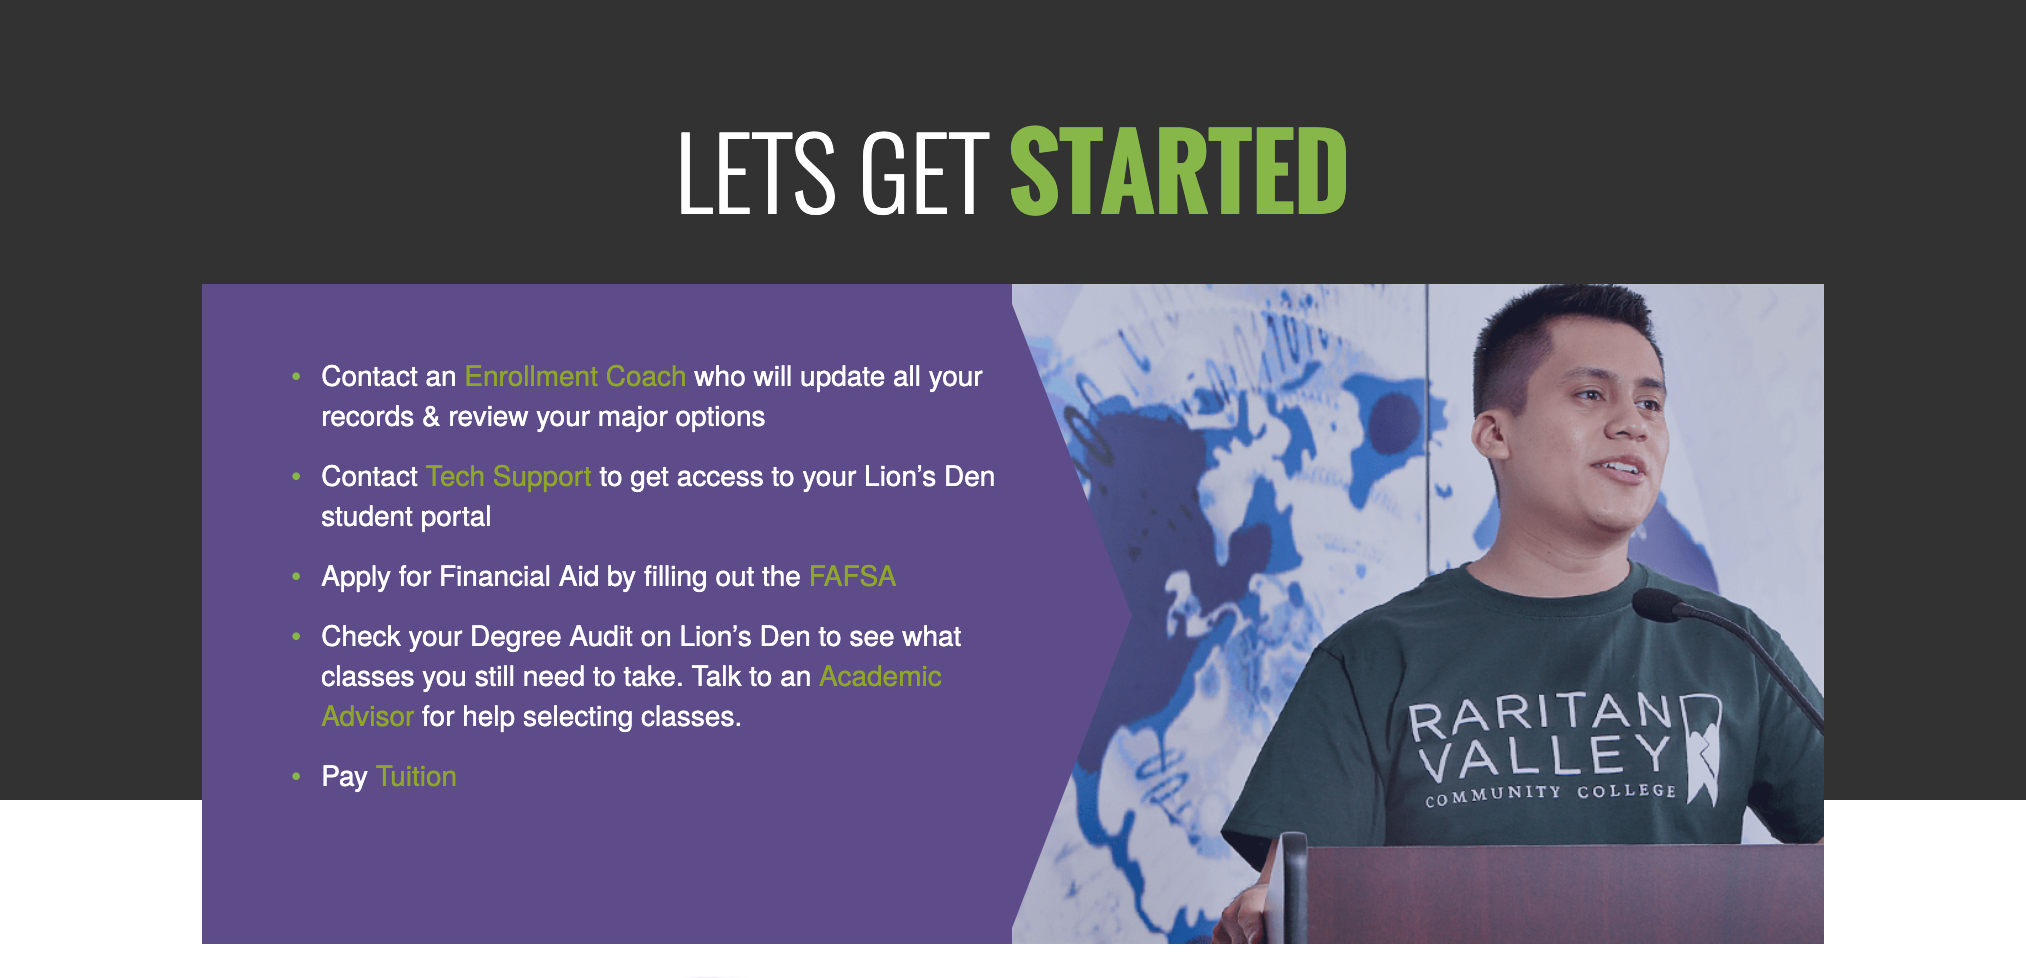 LETS GET STARTED
• Contact an Enrollment Coach who will update all your
records & review your major options
• Contact Tech Support to get access to your Lion’s Den
student portal
• Apply for Financial Aid by filling out the FAFSA
• Check your Degree Audit on Lion’s Den to see what
classes you still need to take. Talk to an Academic
Advisor for help selecting classes.
• Pay Tuition
RARITAN
VALLEY
COMMUNITY COLLEGE